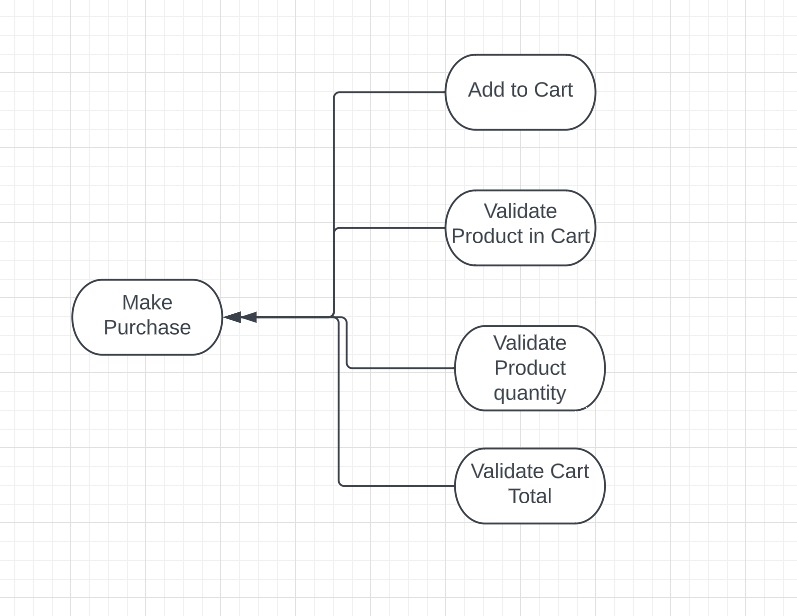 Add to Cart
Validate
Product in Cart
Make
Purchase
Validate
Product
quantity
Validate Cart
Total